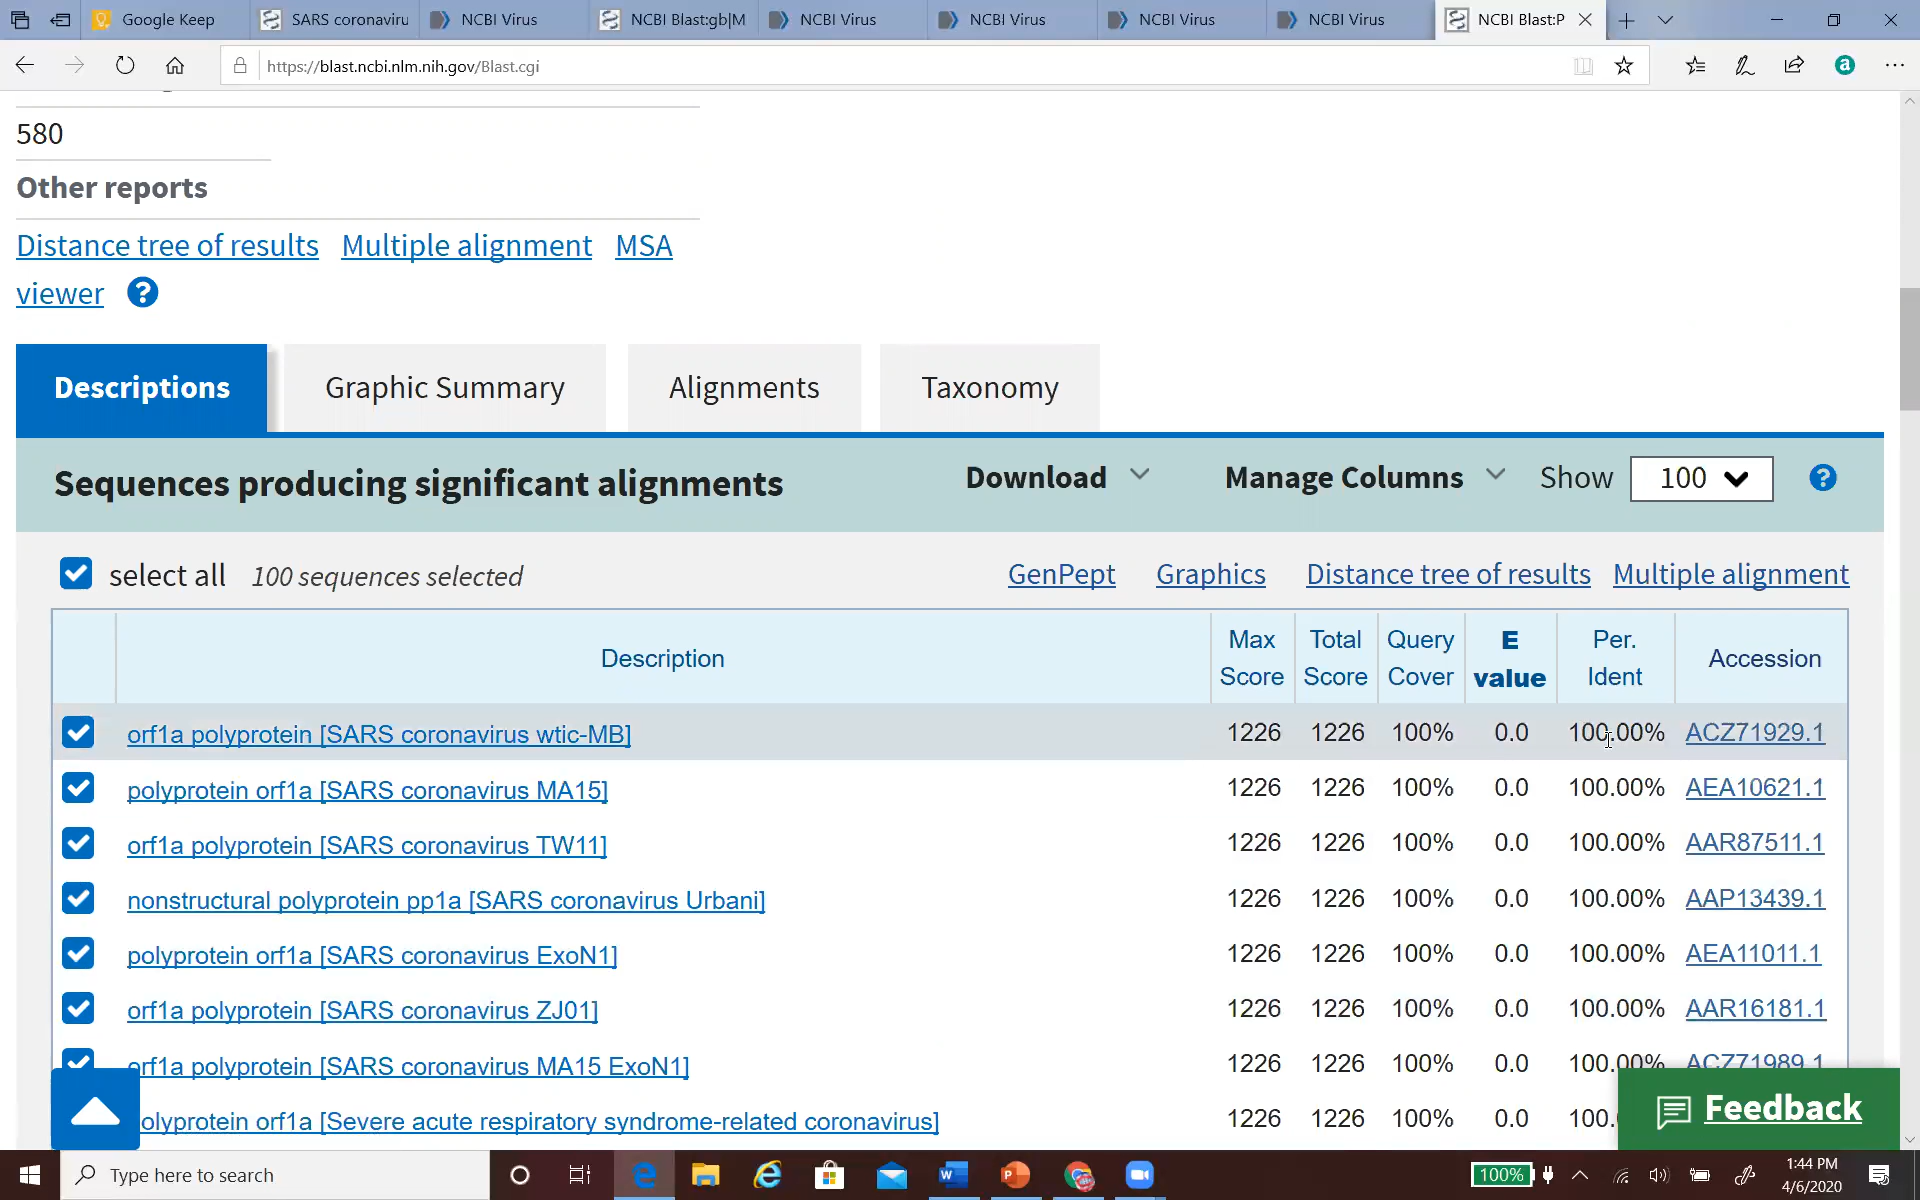 Google Keep SARS coronaviru NCBI Virus NCBI Blast:gb|M NCBI Virus NCBI Virus NCBI Virus NCBI Virus NCBI Blast:P
https://blast.ncbi.nlm.nih.gov/Blast.cgi
580
Other reports
Distance tree of results Multiple alignment MSA
viewer ?
Descriptions Graphic Summary Alignments Taxonomy
Sequences producing significant alignments Download Manage Columns Show 100 ?
select all 100 sequences selected GenPept Graphics Distance tree of results Multiple alignment
Description Max Score Total Score Query Cover E value Per. Ident Accession
orf1a polyprotein [SARS coronavirus wtic-MB] 1226 1226 100% 0.0 100.00% ACZ71929.1
polyprotein orf1a [SARS coronavirus MA15] 1226 1226 100% 0.0 100.00% AEA10621.1
orf1a polyprotein [SARS coronavirus TW11] 1226 1226 100% 0.0 100.00% AAR87511.1
nonstructural polyprotein pp1a [SARS coronavirus Urbani] 1226 1226 100% 0.0 100.00% AAP13439.1
polyprotein orf1a [SARS coronavirus ExoN1] 1226 1226 100% 0.0 100.00% AEA11011.1
orf1a polyprotein [SARS coronavirus ZJ01] 1226 1226 100% 0.0 100.00% AAR16181.1
orf1a polyprotein [SARS coronavirus MA15 ExoN1] 1226 1226 100% 0.0 100.00% ACZ71989.1
olyprotein orf1a [Severe acute respiratory syndrome-related coronavirus] 1226 1226 100% 0.0 100.
Feedback
Type here to search 100% 1:44 PM
4/6/2020